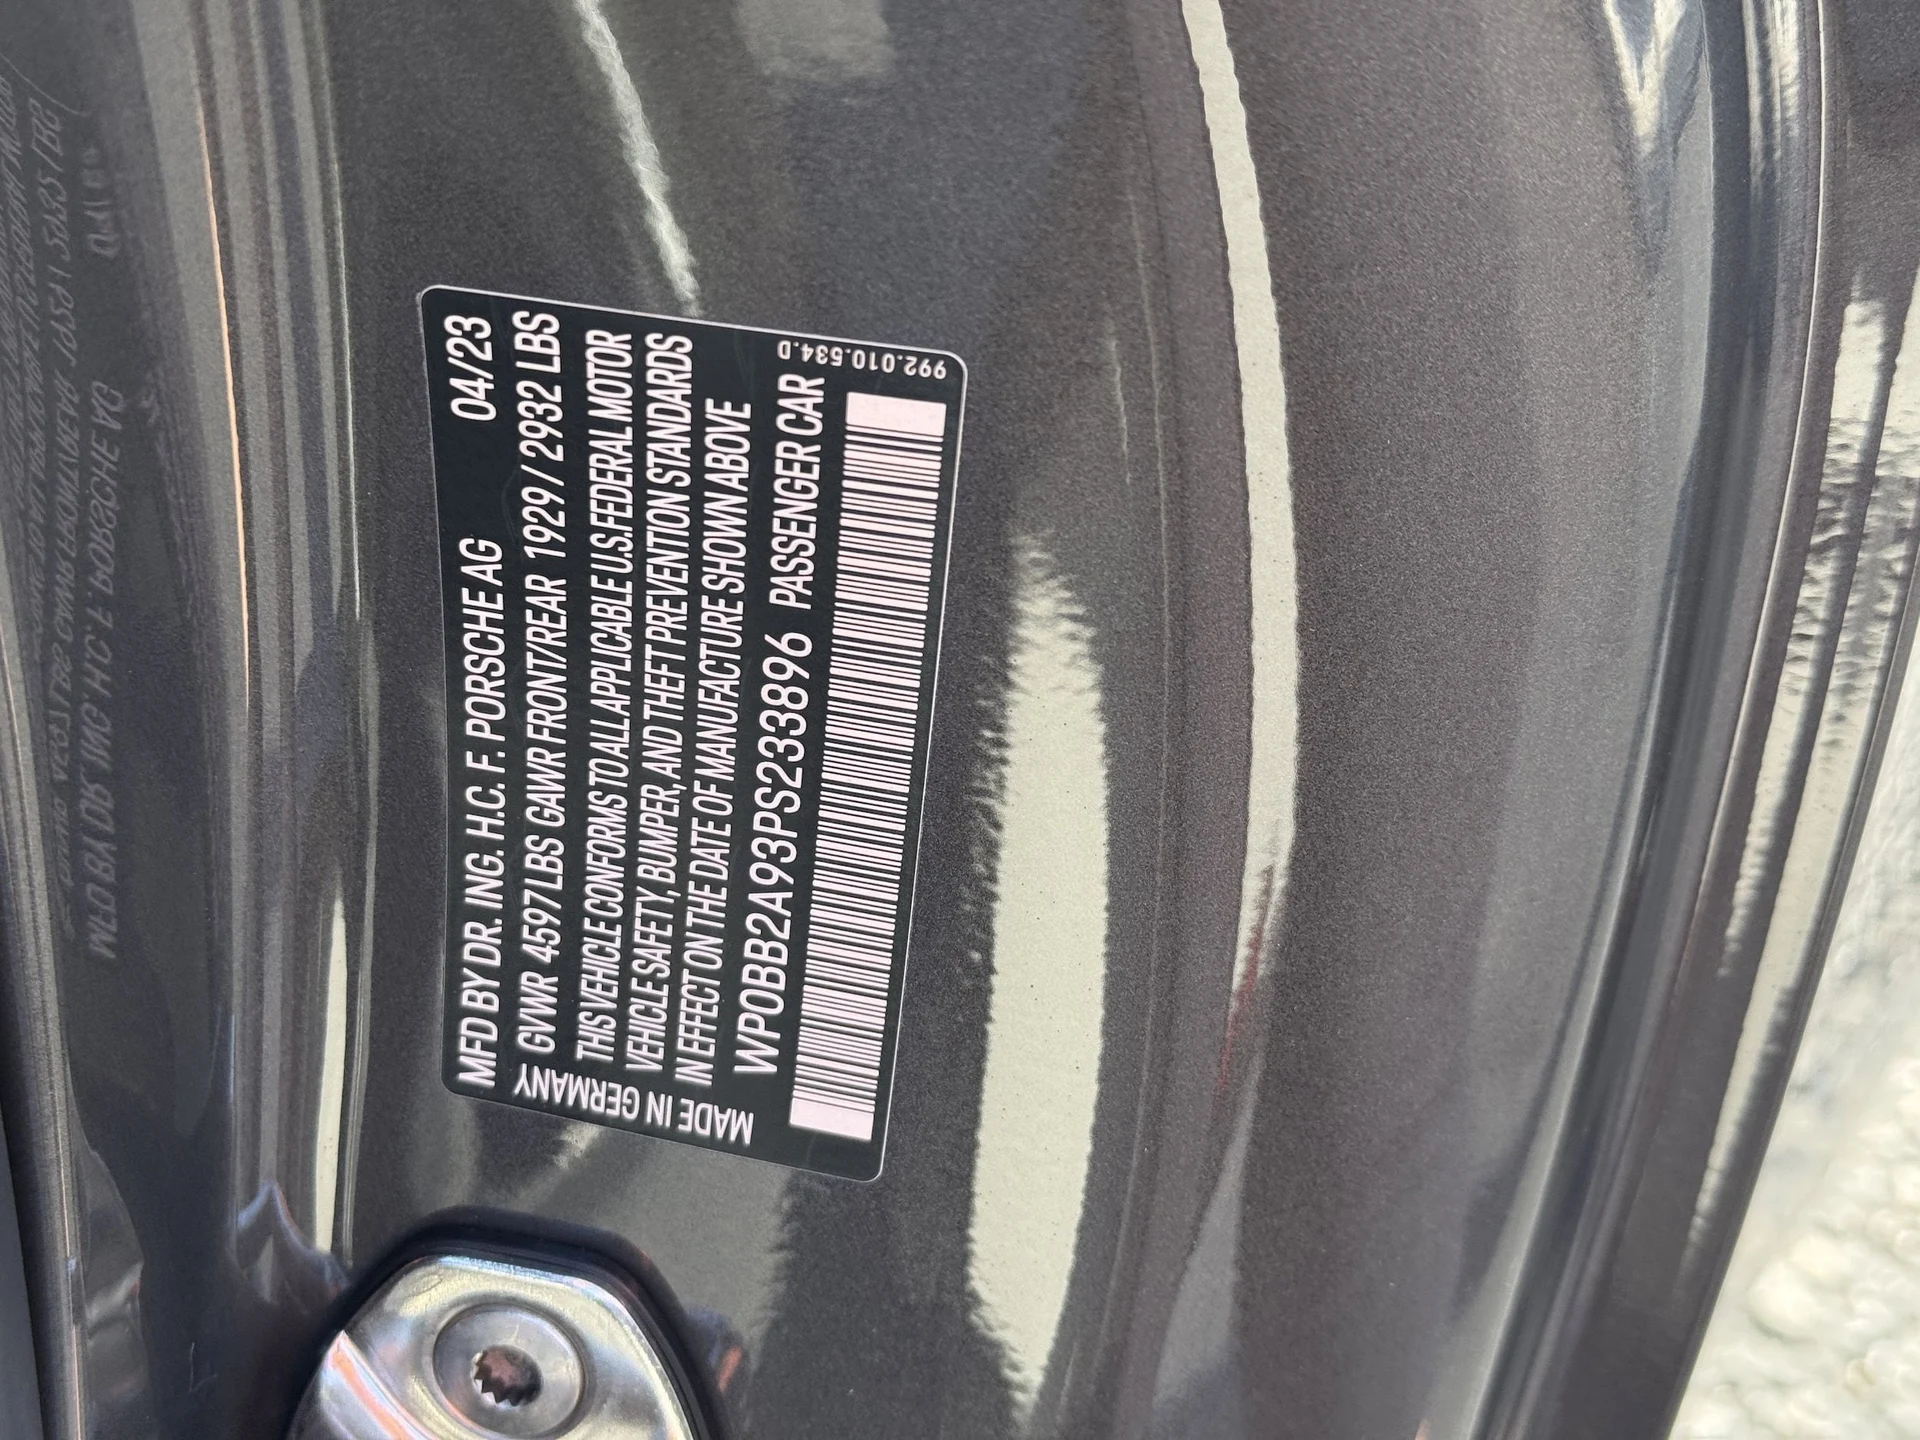 MFD BY DR. ING. H.C. F. PORSCHE AG 04/23
GVWR 4597 LBS GAWR FRONT/REAR 1929 / 2932 LBS
THIS VEHICLE CONFORMS TO ALL APPLICABLE U.S. FEDERAL MOTOR
VEHICLE SAFETY, BUMPER, AND THEFT PREVENTION STANDARDS
IN EFFECT ON THE DATE OF MANUFACTURE SHOWN ABOVE
WP0BB2A93PS233896 PASSENGER CAR
MADE IN GERMANY
992.010.534.D